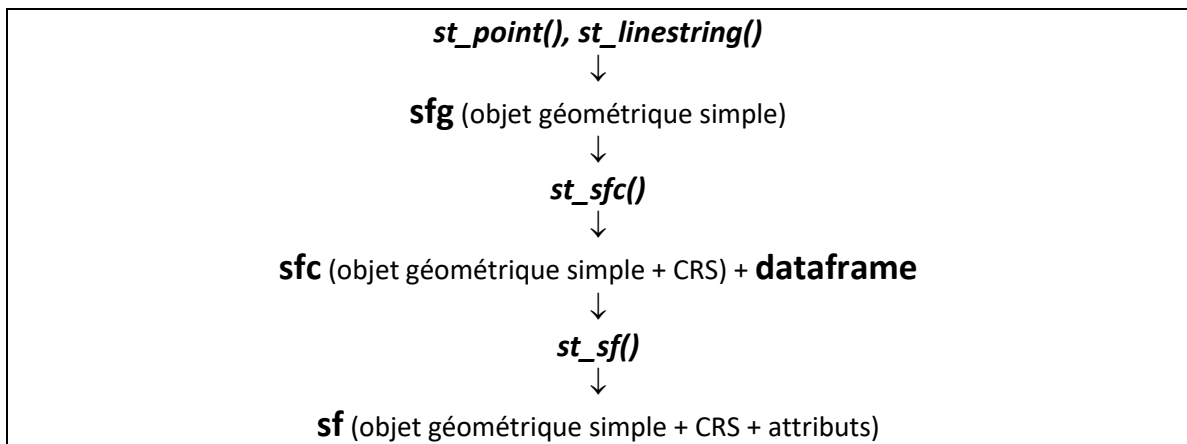 st_point(), st_linestring()
↓
sfg (objet géométrique simple)
↓
st_sfc()
↓
sfc (objet géométrique simple + CRS) + dataframe
↓
st_sf()
↓
sf (objet géométrique simple + CRS + attributs)